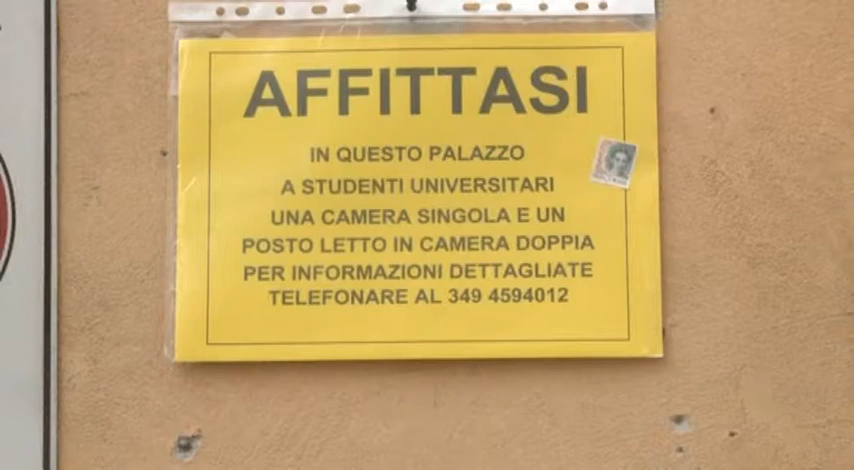 AFFITTASI
IN QUESTO PALAZZO
A STUDENTI UNIVERSITARI
UNA CAMERA SINGOLA E UN
POSTO LETTO IN CAMERA DOPPIA
PER INFORMAZIONI DETTAGLIATE
TELEFONARE AL 349 4594012